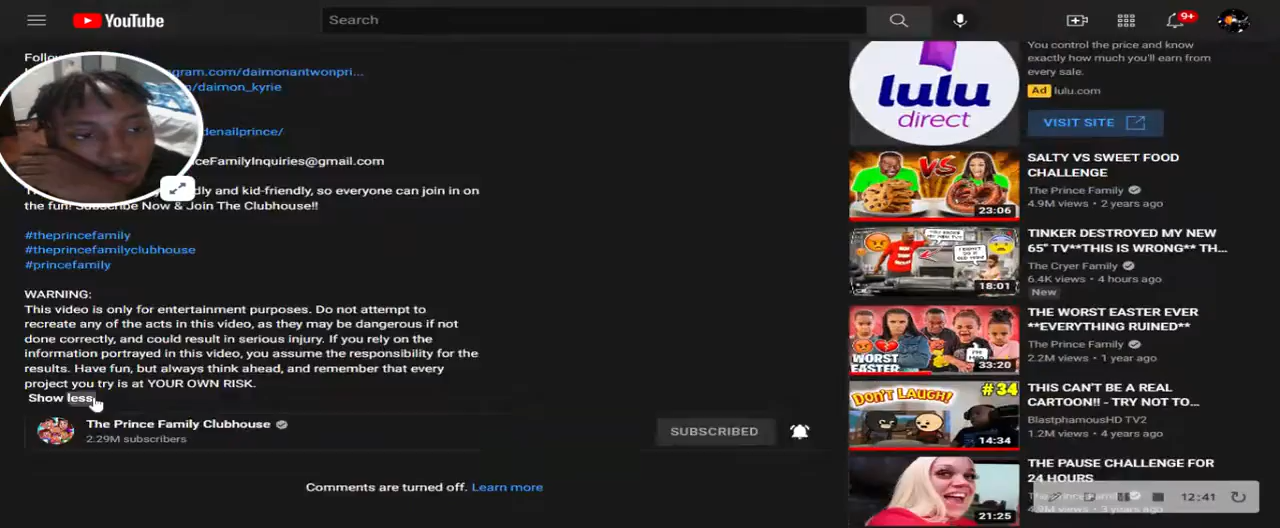 YouTube
Search
9+
Follo
gram.com/daimonantwonpri...
/daimon_kyrie
denailprince/
nceFamilyInquiries@gmail.com
dly and kid-friendly, so everyone can join in on
the fun! Subscribe Now & Join The Clubhouse!!
#theprincefamily
#theprincefamilyclubhouse
#princefamily
WARNING:
This video is only for entertainment purposes. Do not attempt to
recreate any of the acts in this video, as they may be dangerous if not
done correctly, and could result in serious injury. If you rely on the
information portrayed in this video, you assume the responsibility for the
results. Have fun, but always think ahead, and remember that every
project you try is at YOUR OWN RISK.
Show less
The Prince Family Clubhouse
2.29M subscribers
SUBSCRIBED
Comments are turned off. Learn more
lulu
direct
You control the price and know
exactly how much you'll earn from
every sale.
Ad lulu.com
VISIT SITE
VS
23:06
SALTY VS SWEET FOOD
CHALLENGE
The Prince Family
4.9M views • 2 years ago
18:01
TINKER DESTROYED MY NEW
65" TV**THIS IS WRONG** TH...
The Cryer Family
6.4K views • 4 hours ago
New
WORST
EASTER
33:20
THE WORST EASTER EVER
**EVERYTHING RUINED**
The Prince Family
2.2M views • 1 year ago
DON'T LAUGH!
#34
14:34
THIS CAN'T BE A REAL
CARTOON!! - TRY NOT TO...
BlastphamousHD TV2
1.2M views • 4 years ago
21:25
THE PAUSE CHALLENGE FOR
24 HOURS
The Prince Family
4.9M views • 3 years ago
12:41